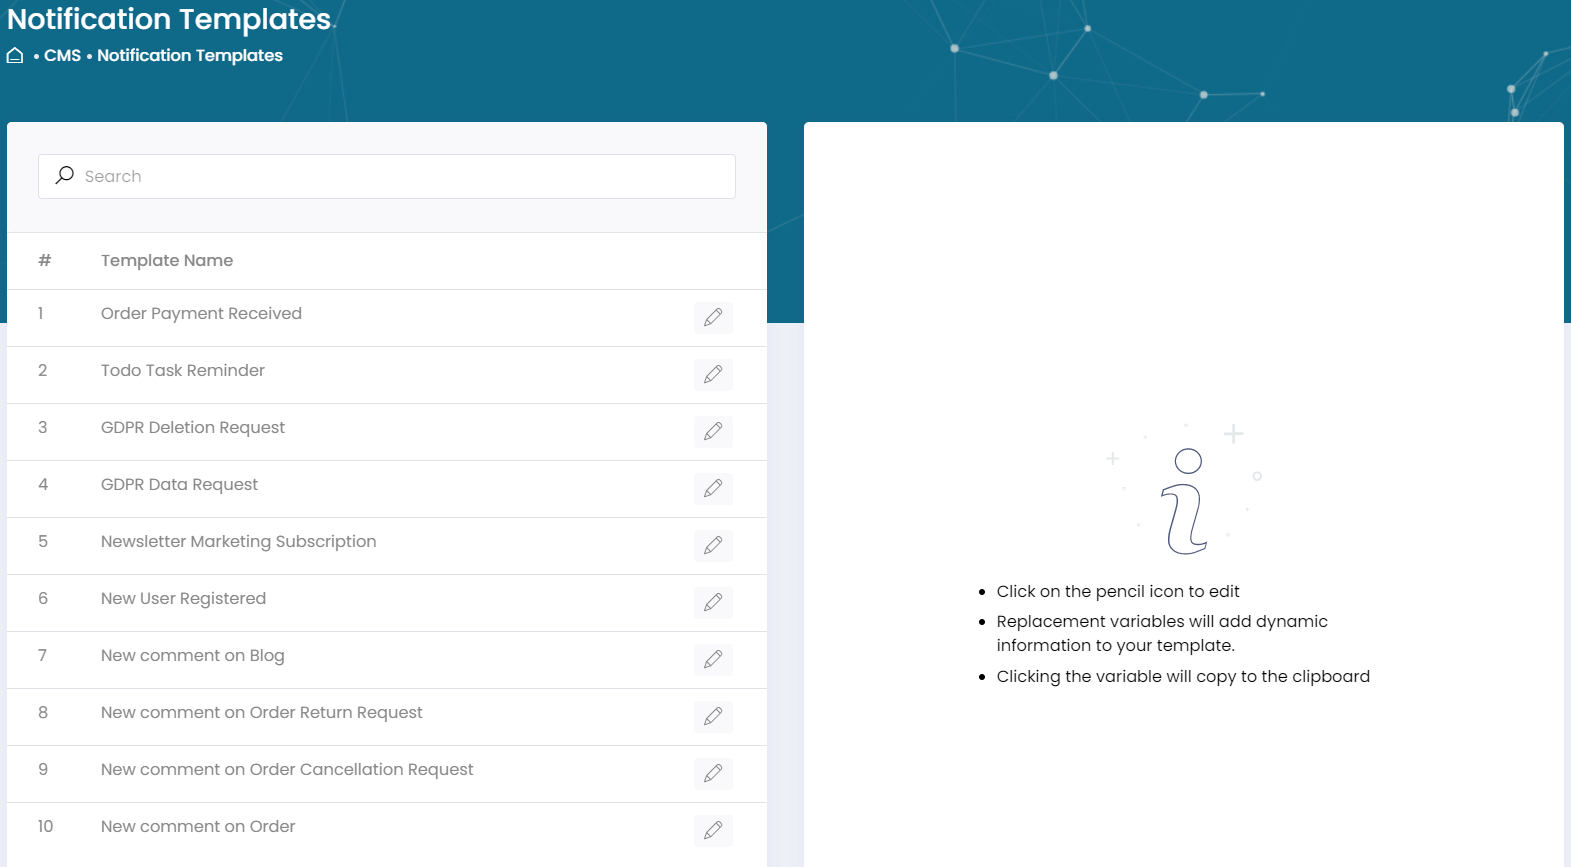 Notification Templates
• CMS • Notification Templates
Search
# Template Name
1 Order Payment Received
2 Todo Task Reminder
3 GDPR Deletion Request
4 GDPR Data Request
5 Newsletter Marketing Subscription
6 New User Registered
7 New comment on Blog
8 New comment on Order Return Request
9 New comment on Order Cancellation Request
10 New comment on Order
• Click on the pencil icon to edit
• Replacement variables will add dynamic
information to your template.
• Clicking the variable will copy to the clipboard